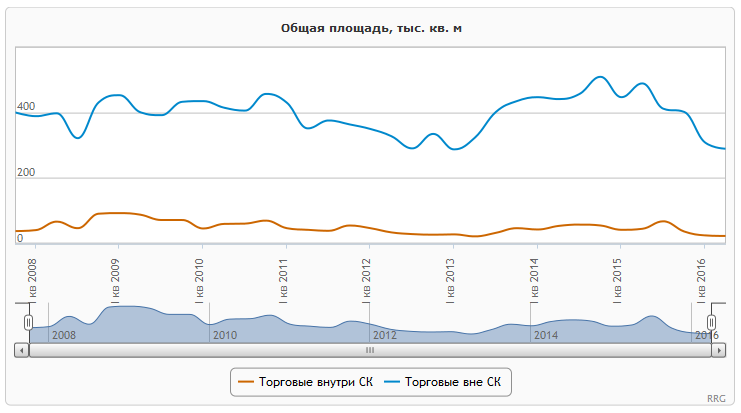 Общая площадь, тыс. кв. м
400
200
0
I кв 2008
I кв 2009
I кв 2010
I кв 2011
I кв 2012
I кв 2013
I кв 2014
I кв 2015
I кв 2016
2008 2010 2012 2014 2016
Торговые внутри СК Торговые вне СК
RRG